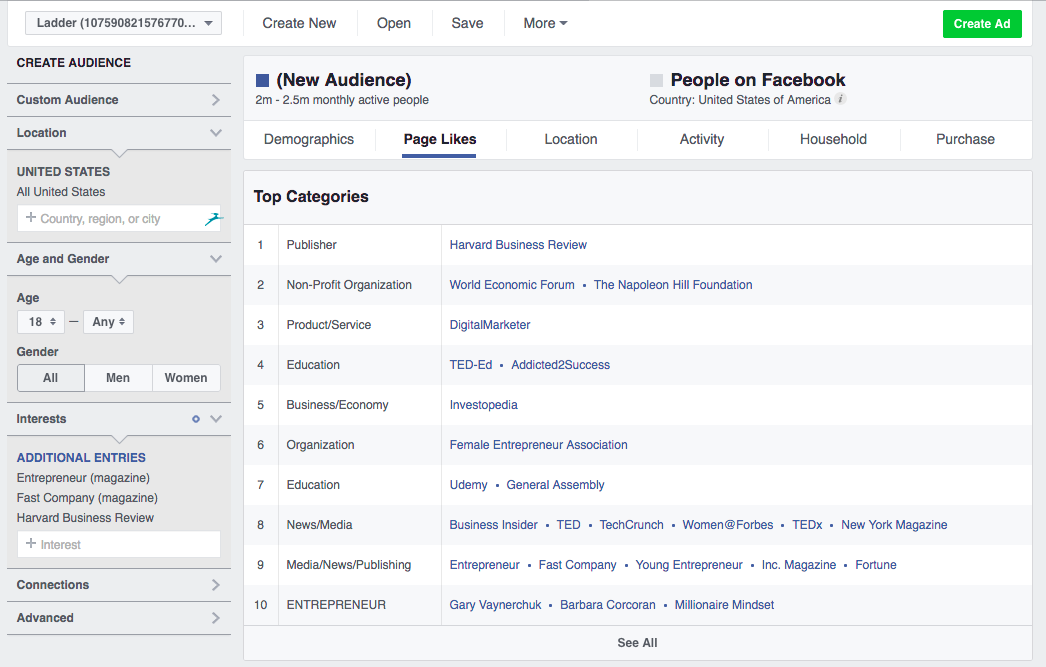 Ladder (107590821576770...
Create New
Open
Save
More
Create Ad
CREATE AUDIENCE
Custom Audience
Location
UNITED STATES
All United States
+ Country, region, or city
Age and Gender
Age
18 — Any
Gender
All Men Women
Interests
ADDITIONAL ENTRIES
Entrepreneur (magazine)
Fast Company (magazine)
Harvard Business Review
+ Interest
Connections
Advanced
(New Audience)
2m - 2.5m monthly active people
People on Facebook
Country: United States of America i
Demographics Page Likes Location Activity Household Purchase
Top Categories
1 Publisher Harvard Business Review
2 Non-Profit Organization World Economic Forum • The Napoleon Hill Foundation
3 Product/Service DigitalMarketer
4 Education TED-Ed • Addicted2Success
5 Business/Economy Investopedia
6 Organization Female Entrepreneur Association
7 Education Udemy • General Assembly
8 News/Media Business Insider • TED • TechCrunch • Women@Forbes • TEDx • New York Magazine
9 Media/News/Publishing Entrepreneur • Fast Company • Young Entrepreneur • Inc. Magazine • Fortune
10 ENTREPRENEUR Gary Vaynerchuk • Barbara Corcoran • Millionaire Mindset
See All